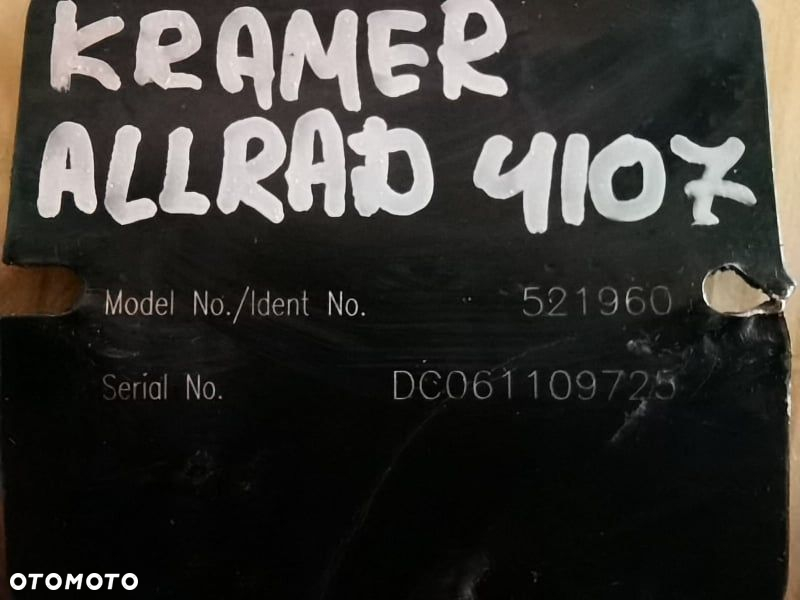 KRAMER
ALLRAD 4107
Model No./Ident No. 521960
Serial No. DC061109725
OTOMOTO